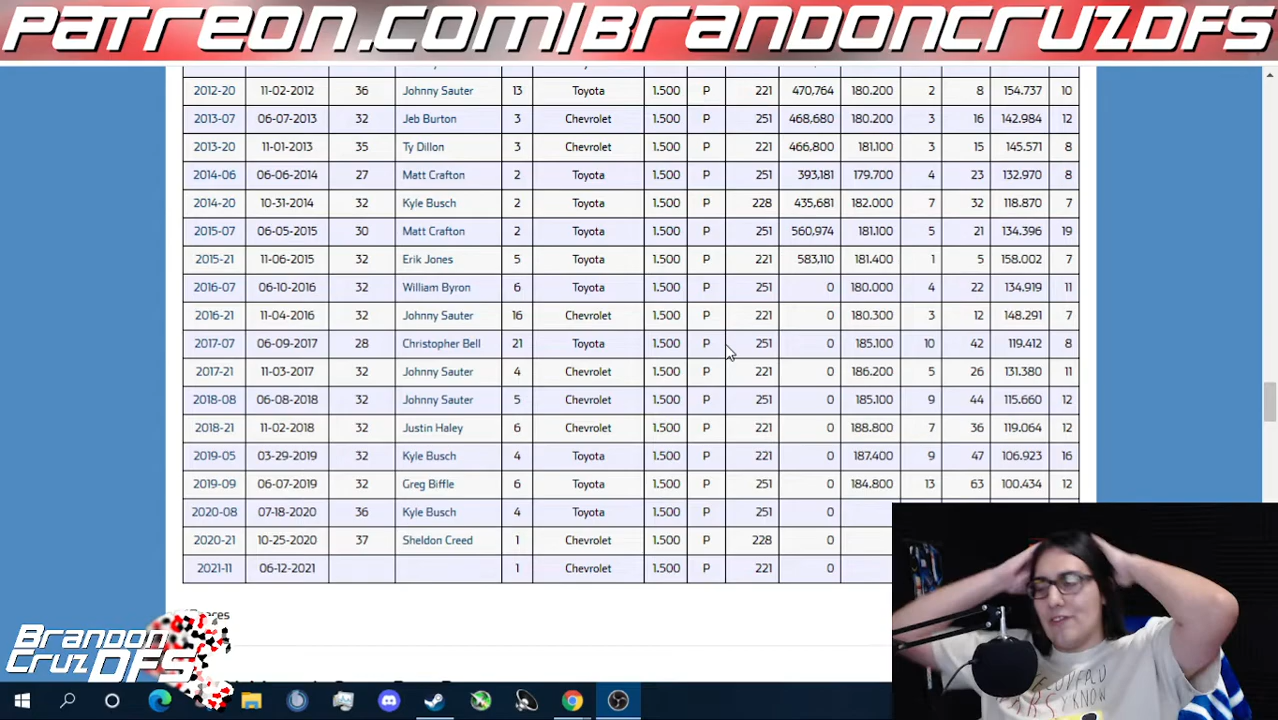 Patreon.com/BrandonCruzDFS
2012-20 11-02-2012 36 Johnny Sauter 13 Toyota 1.500 P 221 470,764 180.200 2 8 154.737 10
2013-07 06-07-2013 32 Jeb Burton 3 Chevrolet 1.500 P 251 468,680 180.200 3 16 142.984 12
2013-20 11-01-2013 35 Ty Dillon 3 Chevrolet 1.500 P 221 466,800 181.100 3 15 145.571 8
2014-06 06-06-2014 27 Matt Crafton 2 Toyota 1.500 P 251 393,181 179.700 4 23 132.970 8
2014-20 10-31-2014 32 Kyle Busch 2 Toyota 1.500 P 228 435,681 182.000 7 32 118.870 7
2015-07 06-05-2015 30 Matt Crafton 2 Toyota 1.500 P 251 560,974 181.100 5 21 134.396 19
2015-21 11-06-2015 32 Erik Jones 5 Toyota 1.500 P 221 583,110 181.400 1 5 158.002 7
2016-07 06-10-2016 32 William Byron 6 Toyota 1.500 P 251 0 180.000 4 22 134.919 11
2016-21 11-04-2016 32 Johnny Sauter 16 Chevrolet 1.500 P 221 0 180.300 3 12 148.291 7
2017-07 06-09-2017 28 Christopher Bell 21 Toyota 1.500 P 251 0 185.100 10 42 119.412 8
2017-21 11-03-2017 32 Johnny Sauter 4 Chevrolet 1.500 P 221 0 186.200 5 26 131.380 11
2018-08 06-08-2018 32 Johnny Sauter 5 Chevrolet 1.500 P 251 0 185.100 9 44 115.660 12
2018-21 11-02-2018 32 Justin Haley 6 Chevrolet 1.500 P 221 0 188.800 7 36 119.064 12
2019-05 03-29-2019 32 Kyle Busch 4 Toyota 1.500 P 221 0 187.400 9 47 106.923 16
2019-09 06-07-2019 32 Greg Biffle 6 Toyota 1.500 P 251 0 184.800 13 63 100.434 12
2020-08 07-18-2020 36 Kyle Busch 4 Toyota 1.500 P 251 0
2020-21 10-25-2020 37 Sheldon Creed 1 Chevrolet 1.500 P 228 0
2021-11 06-12-2021 1 Chevrolet 1.500 P 221 0
Brandon
Cruz DFS